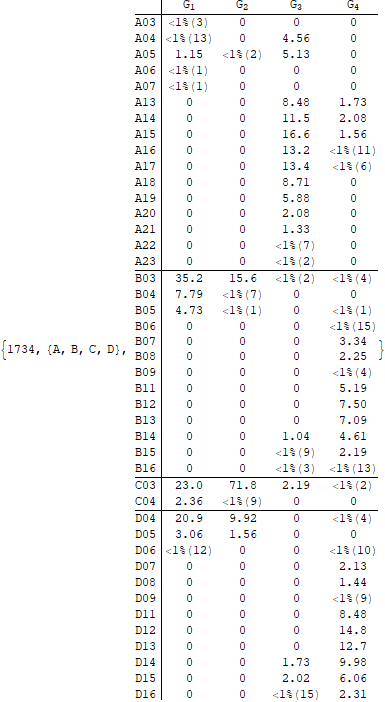 G1 G2 G3 G4
A03 <1%(3) 0 0 0
A04 <1%(13) 0 4.56 0
A05 1.15 <1%(2) 5.13 0
A06 <1%(1) 0 0 0
A07 <1%(1) 0 0 0
A13 0 0 8.48 1.73
A14 0 0 11.5 2.08
A15 0 0 16.6 1.56
A16 0 0 13.2 <1%(11)
A17 0 0 13.4 <1%(6)
A18 0 0 8.71 0
A19 0 0 5.88 0
A20 0 0 2.08 0
A21 0 0 1.33 0
A22 0 0 <1%(7) 0
A23 0 0 <1%(2) 0
B03 35.2 15.6 <1%(2) <1%(4)
B04 7.79 <1%(7) 0 0
B05 4.73 <1%(1) 0 <1%(1)
B06 0 0 0 <1%(15)
B07 0 0 0 3.34
{1734, {A, B, C, D}, B08 0 0 0 2.25 }
B09 0 0 0 <1%(4)
B11 0 0 0 5.19
B12 0 0 0 7.50
B13 0 0 0 7.09
B14 0 0 1.04 4.61
B15 0 0 <1%(9) 2.19
B16 0 0 <1%(3) <1%(13)
C03 23.0 71.8 2.19 <1%(2)
C04 2.36 <1%(9) 0 0
D04 20.9 9.92 0 <1%(4)
D05 3.06 1.56 0 0
D06 <1%(12) 0 0 <1%(10)
D07 0 0 0 2.13
D08 0 0 0 1.44
D09 0 0 0 <1%(9)
D11 0 0 0 8.48
D12 0 0 0 14.8
D13 0 0 0 12.7
D14 0 0 1.73 9.98
D15 0 0 2.02 6.06
D16 0 0 <1%(15) 2.31